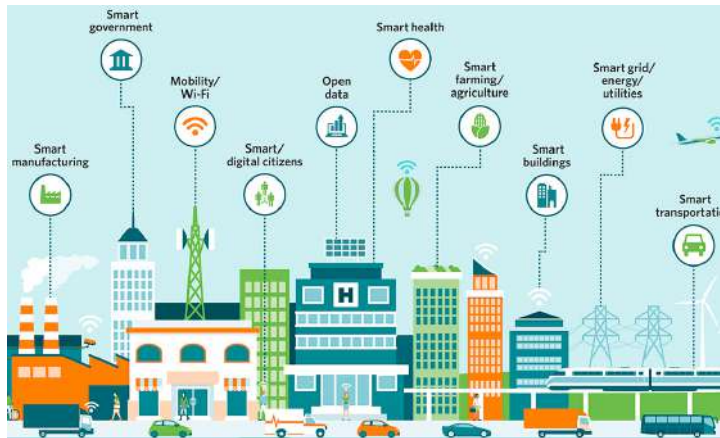 Smart
government
Smart health
Mobility/
Wi-Fi
Open
data
Smart
farming/
agriculture
Smart grid/
energy/
utilities
Smart
manufacturing
Smart/
digital citizens
Smart
buildings
Smart
transportatio
H